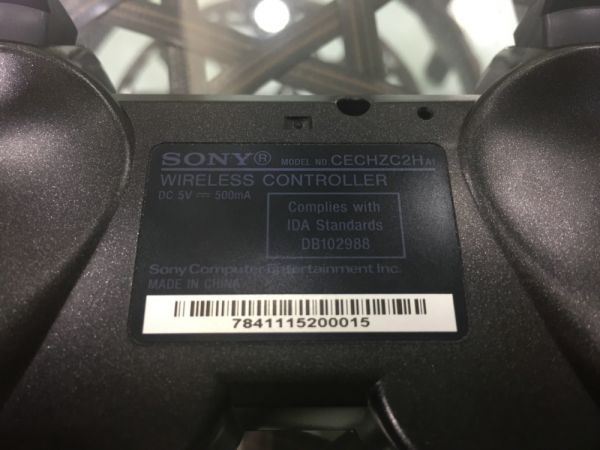 SONY® MODEL NO CECHZC2H A1
WIRELESS CONTROLLER
DC 5V ⎓ 500mA
Complies with
IDA Standards
DB102988
Sony Computer Entertainment Inc.
MADE IN CHINA
7841115200015